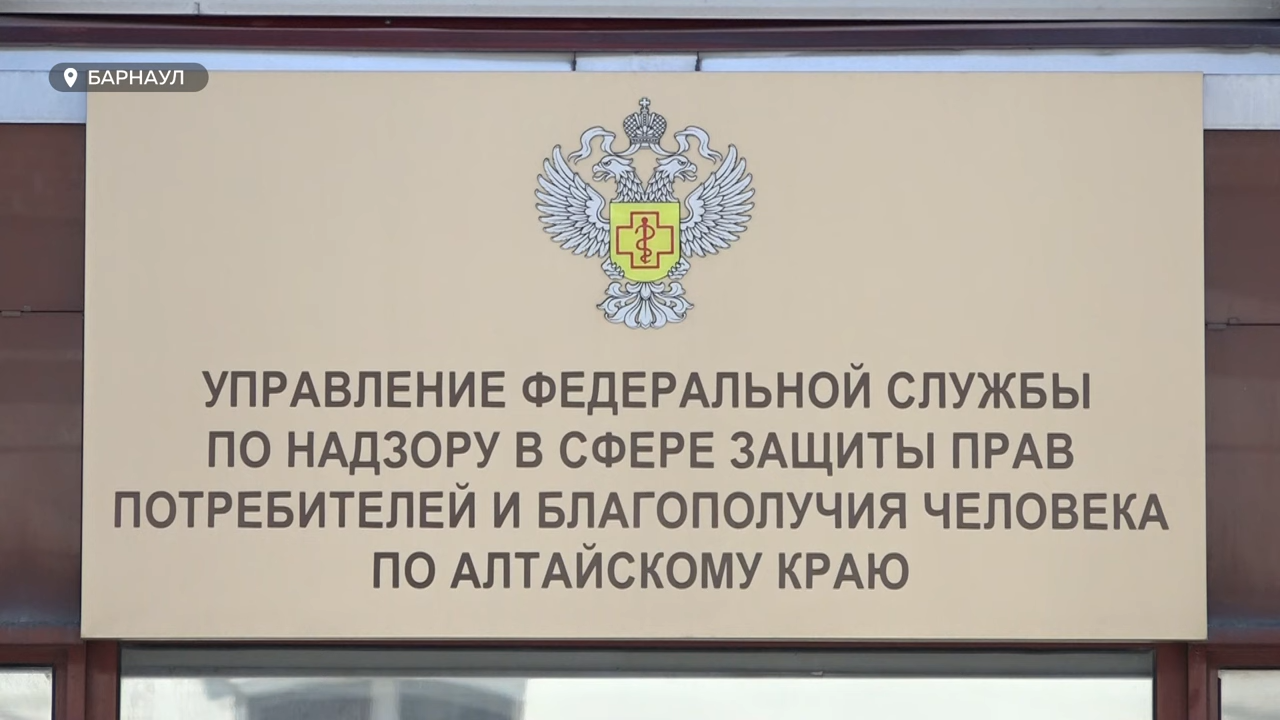 БАРНАУЛ
УПРАВЛЕНИЕ ФЕДЕРАЛЬНОЙ СЛУЖБЫ
ПО НАДЗОРУ В СФЕРЕ ЗАЩИТЫ ПРАВ
ПОТРЕБИТЕЛЕЙ И БЛАГОПОЛУЧИЯ ЧЕЛОВЕКА
ПО АЛТАЙСКОМУ КРАЮ